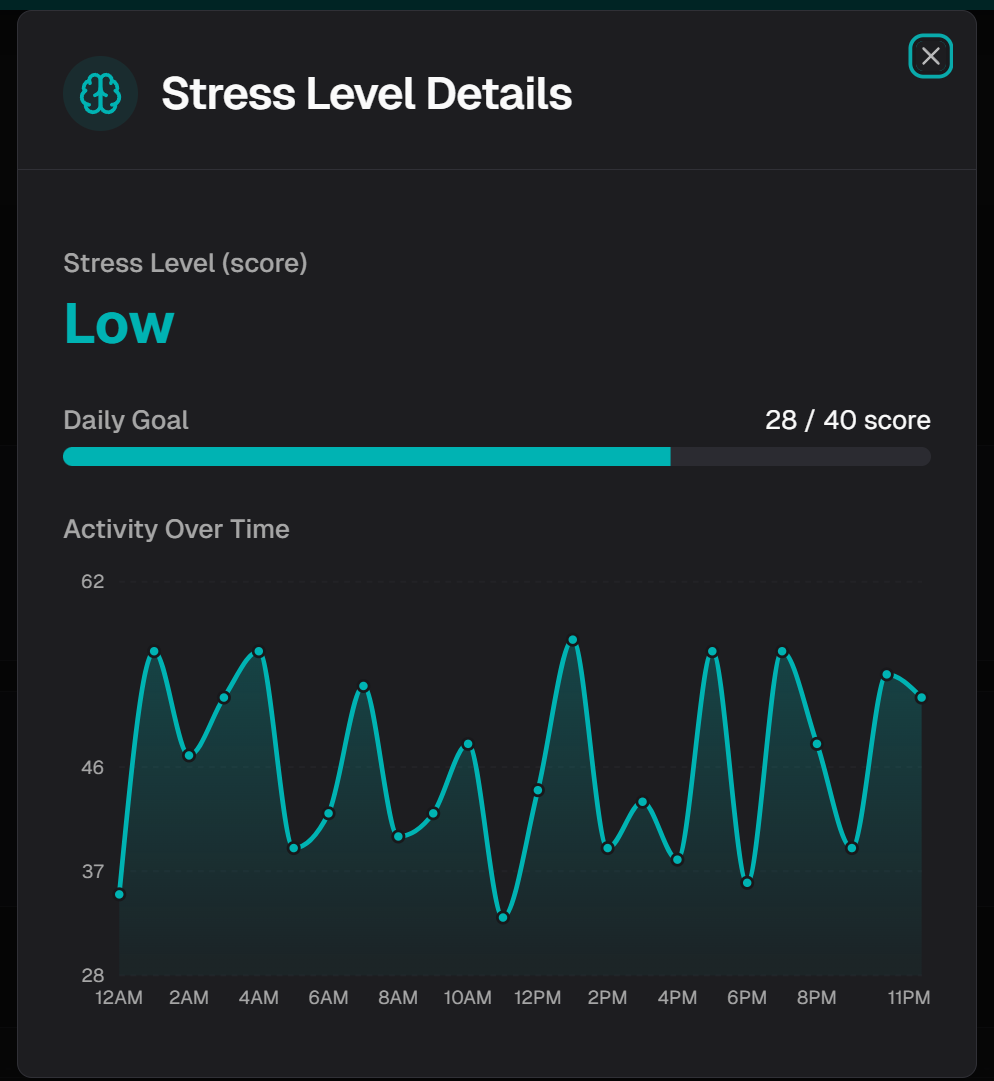 Stress Level Details
Stress Level (score)
Low
Daily Goal
28 / 40 score
Activity Over Time
62
46
37
28
12AM 2AM 4AM 6AM 8AM 10AM 12PM 2PM 4PM 6PM 8PM 11PM